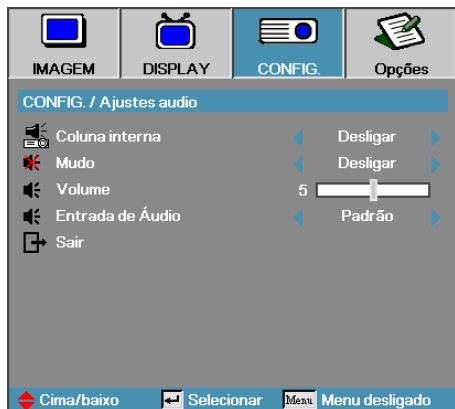 IMAGEM DISPLAY CONFIG. Opções
CONFIG. / Ajustes audio
Coluna interna Desligar
Mudo Desligar
Volume 5
Entrada de Áudio Padrão
Sair
Cima/baixo Selecionar Menu Menu desligado